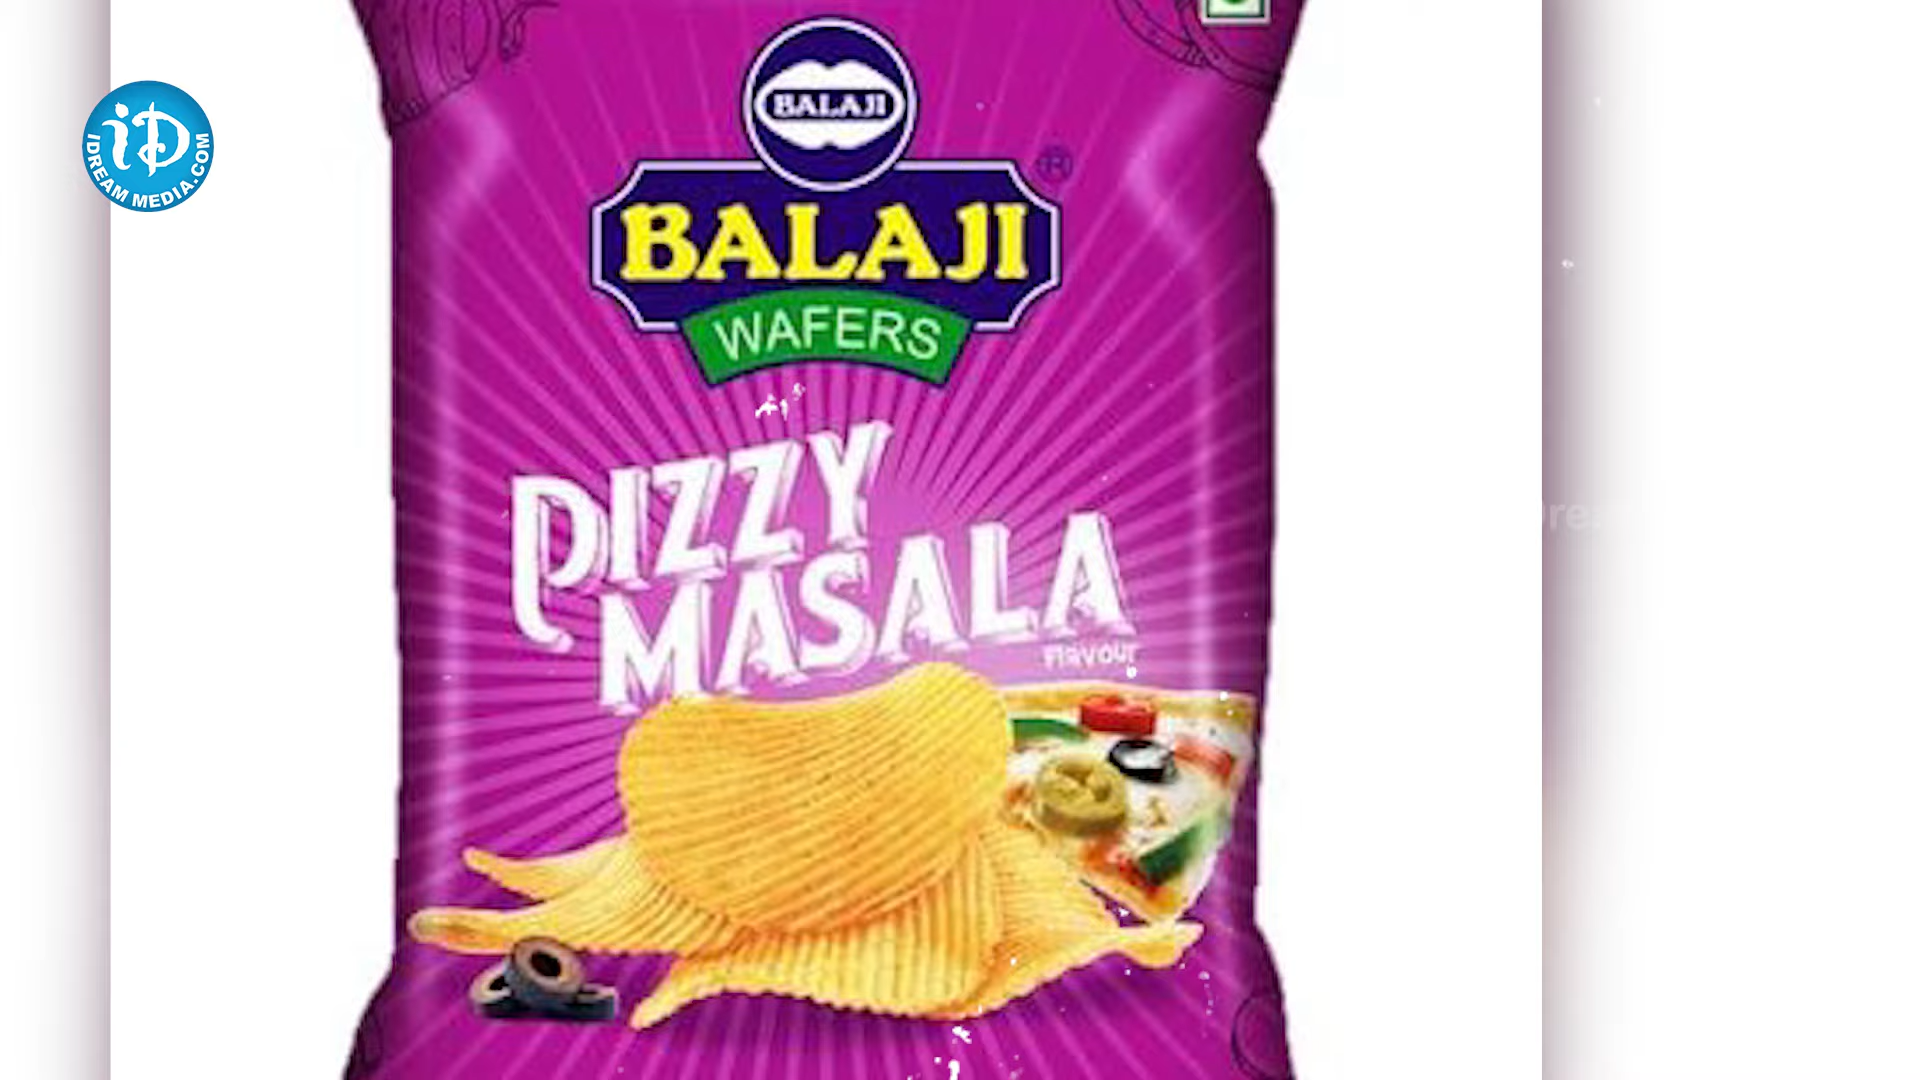 iD
IDREAM MEDIA.COM
BALAJI
®
BALAJI
WAFERS
PIZZY
MASALA
FLAVOUR